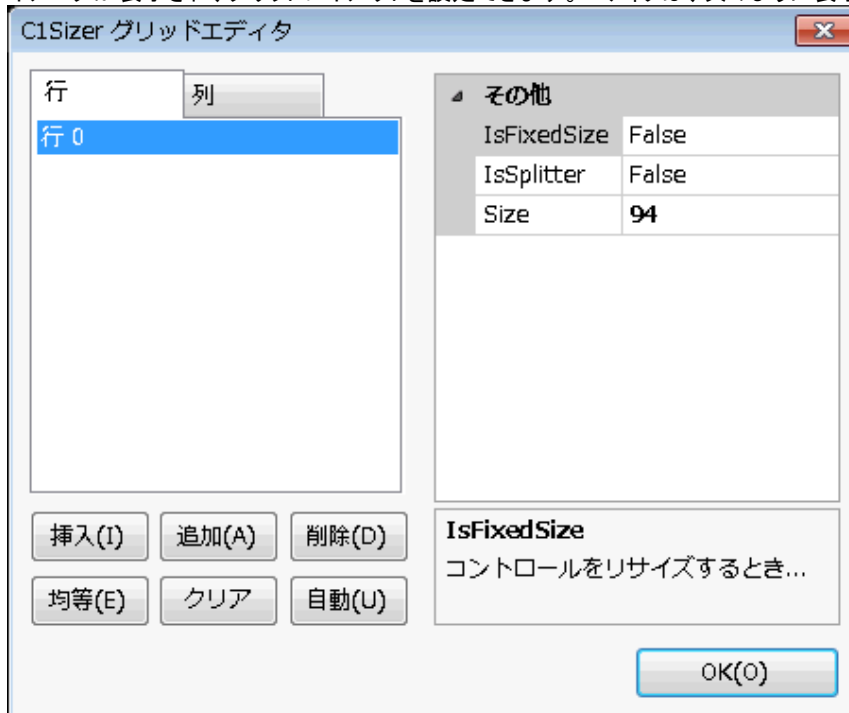 C1Sizer グリッドエディタ
行
列
行 0
その他
IsFixedSize False
IsSplitter False
Size 94
挿入(I) 追加(A) 削除(D)
均等(E) クリア 自動(U)
IsFixedSize
コントロールをリサイズするとき...
OK(O)